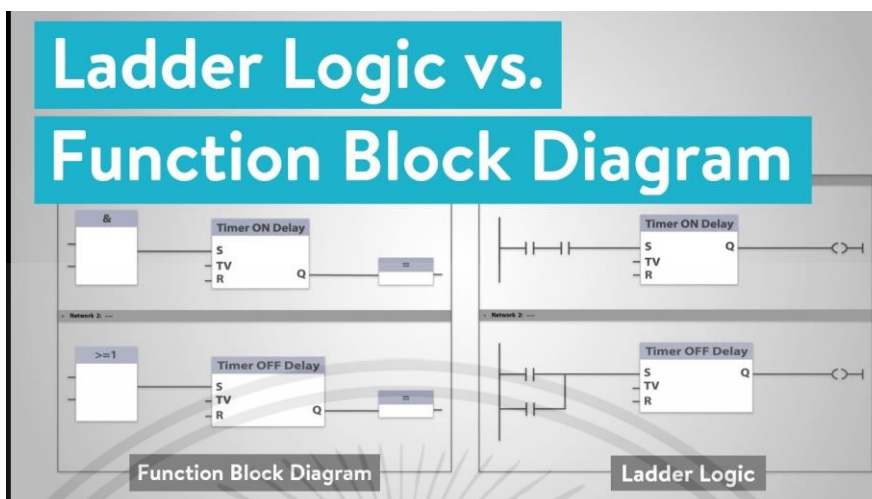 Ladder Logic vs.
Function Block Diagram
&
Timer ON Delay
S
TV
R
Q
=
Network 2: ----
>=1
Timer OFF Delay
S
TV
R
Q
=
Function Block Diagram
Timer ON Delay
S
TV
R
Q
Network 2: ----
Timer OFF Delay
S
TV
R
Q
Ladder Logic